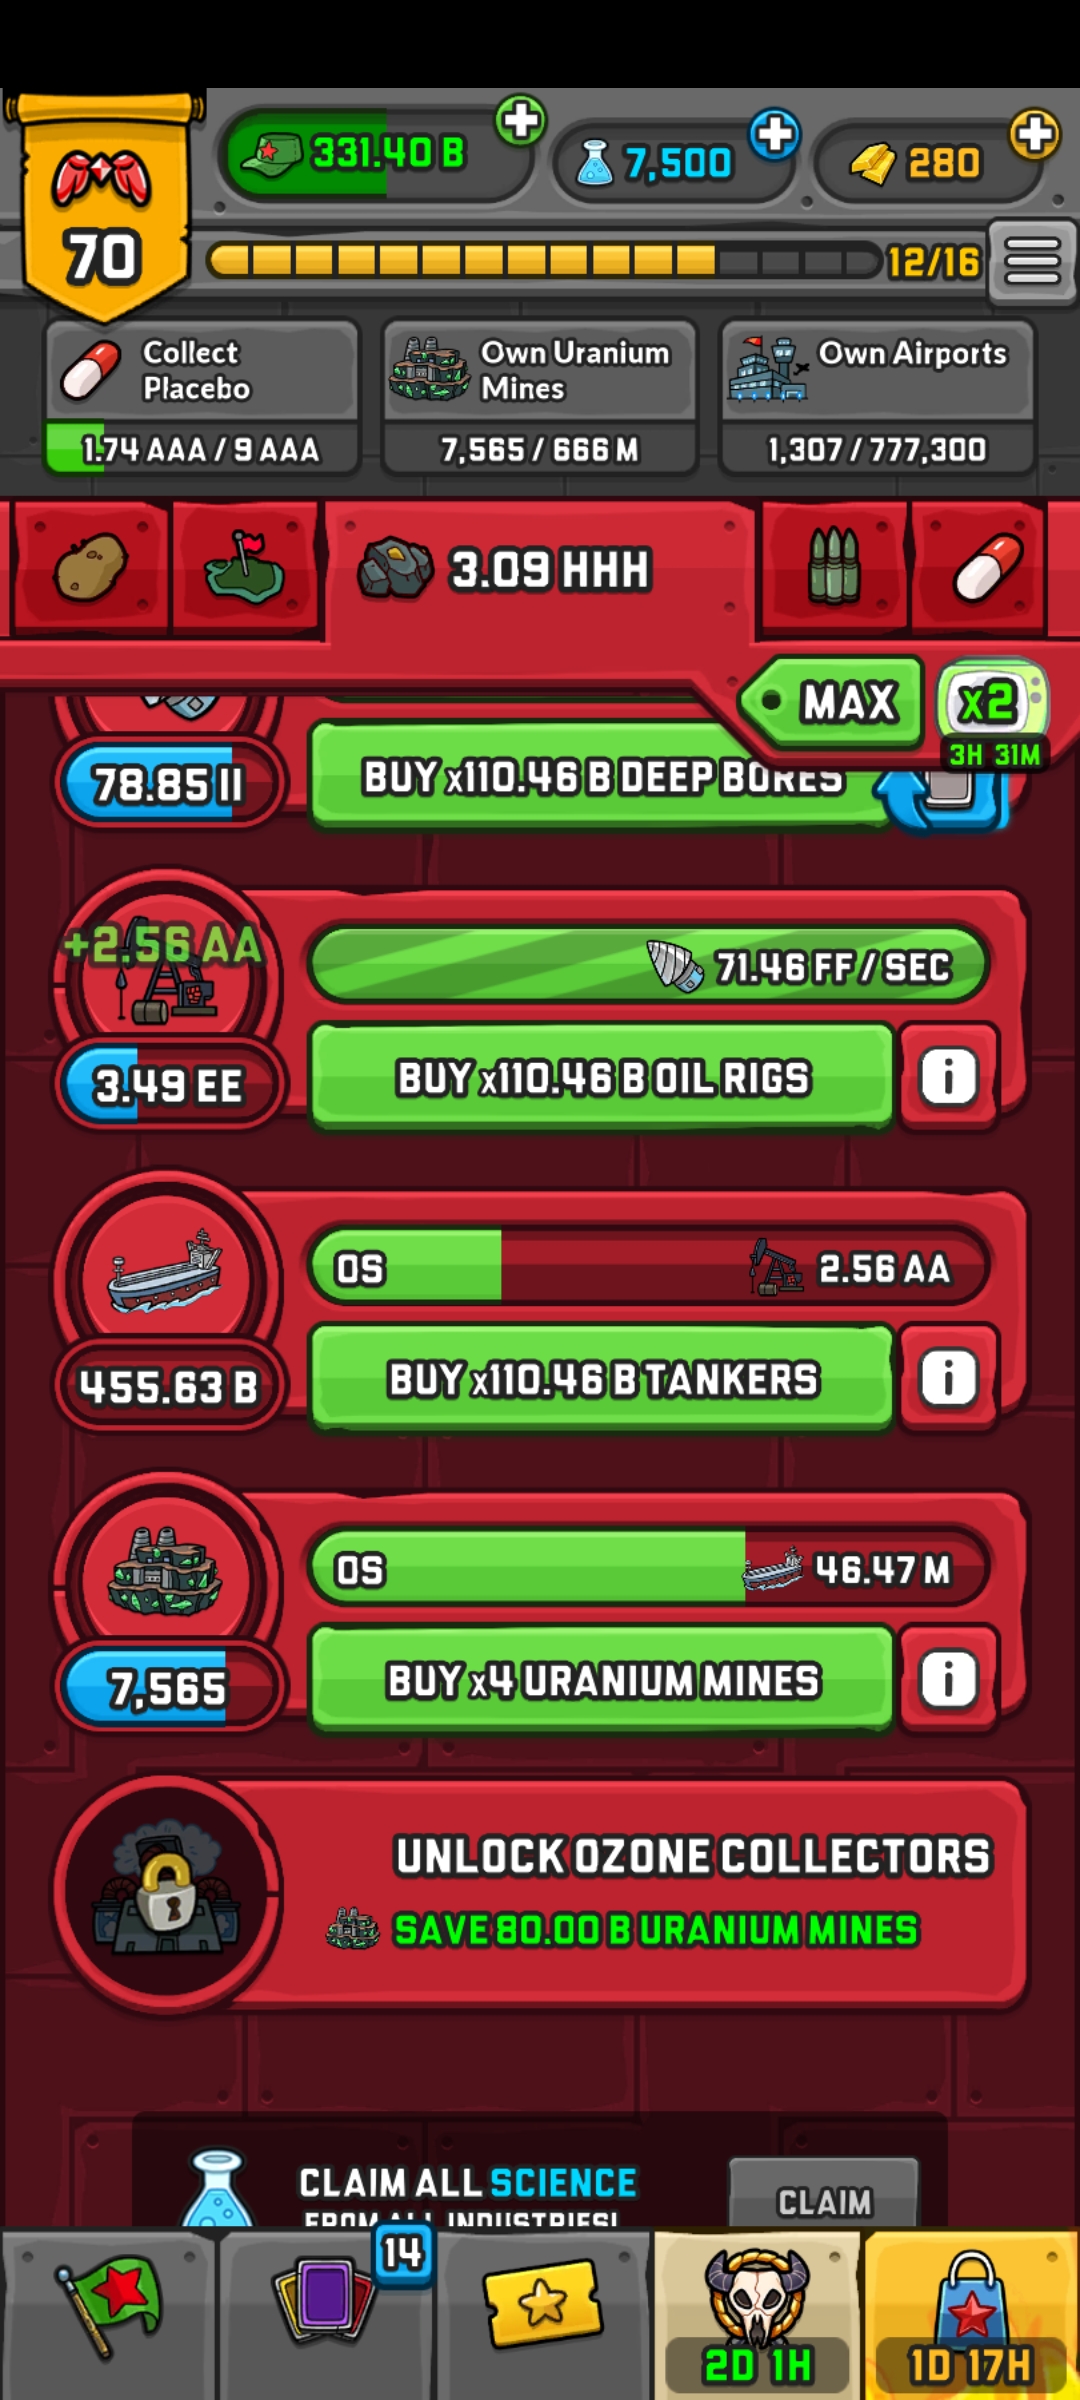 331.40 B
7,500
280
70
12/16
Collect
Placebo
Own Uranium
Mines
Own Airports
1.74 AAA / 9 AAA
7,565 / 666 M
1,307 / 777,300
3.09 HHH
MAX
x2
3H 31M
78.85 II
BUY x110.46 B DEEP BORES
+2.56 AA
71.46 FF / SEC
3.49 EE
BUY x110.46 B OIL RIGS
i
0S
2.56 AA
455.63 B
BUY x110.46 B TANKERS
i
0S
46.47 M
7,565
BUY x4 URANIUM MINES
i
UNLOCK OZONE COLLECTORS
SAVE 80.00 B URANIUM MINES
CLAIM ALL SCIENCE
FROM ALL INDUSTRIES!
CLAIM
14
2D 1H
1D 17H